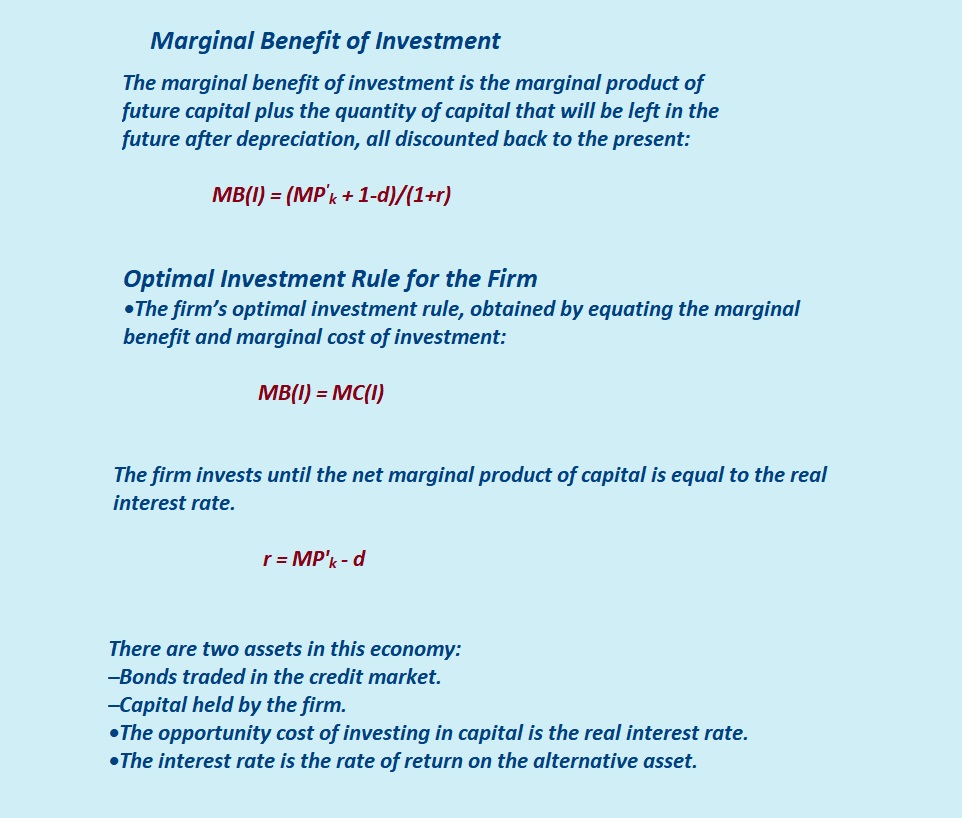 Marginal Benefit of Investment
The marginal benefit of investment is the marginal product of
future capital plus the quantity of capital that will be left in the
future after depreciation, all discounted back to the present:
MB(I) = (MP'k + 1-d)/(1+r)
Optimal Investment Rule for the Firm
•The firm’s optimal investment rule, obtained by equating the marginal
benefit and marginal cost of investment:
MB(I) = MC(I)
The firm invests until the net marginal product of capital is equal to the real
interest rate.
r = MP'k - d
There are two assets in this economy:
–Bonds traded in the credit market.
–Capital held by the firm.
•The opportunity cost of investing in capital is the real interest rate.
•The interest rate is the rate of return on the alternative asset.